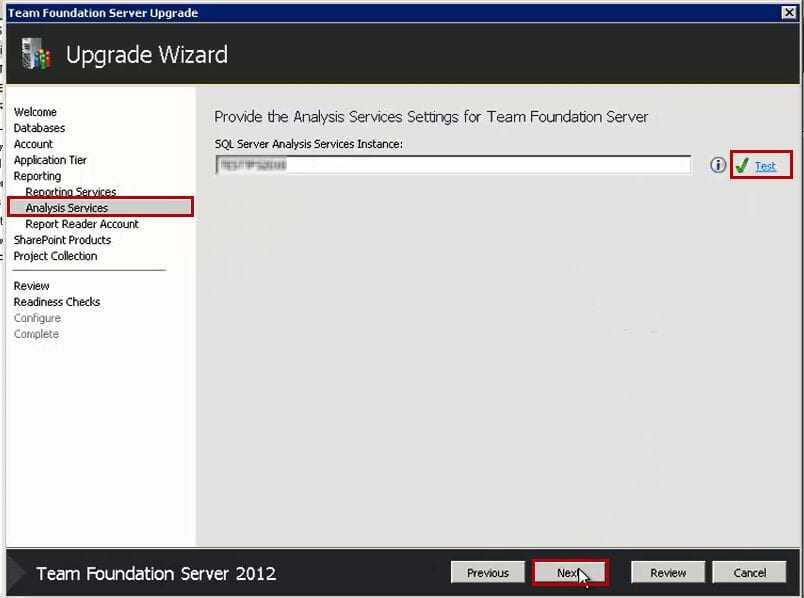 Team Foundation Server Upgrade
Upgrade Wizard
Welcome
Databases
Account
Application Tier
Reporting
Reporting Services
Analysis Services
Report Reader Account
SharePoint Products
Project Collection
Review
Readiness Checks
Configure
Complete
Provide the Analysis Services Settings for Team Foundation Server
SQL Server Analysis Services Instance:
Test
Team Foundation Server 2012
Previous
Next
Review
Cancel